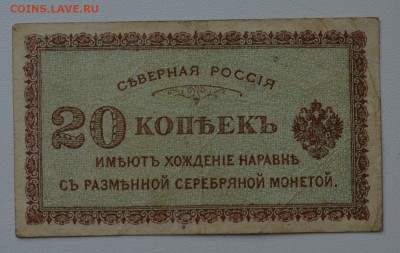 COINS.LAVE.RU
СѢВЕРНАЯ РОССІЯ
20 КОПѢЕКЪ
ИМѢЮТЪ ХОЖДЕНІЕ НАРАВНѢ
СЪ РАЗМѢННОЙ СЕРЕБРЯНОЙ МОНЕТОЙ.